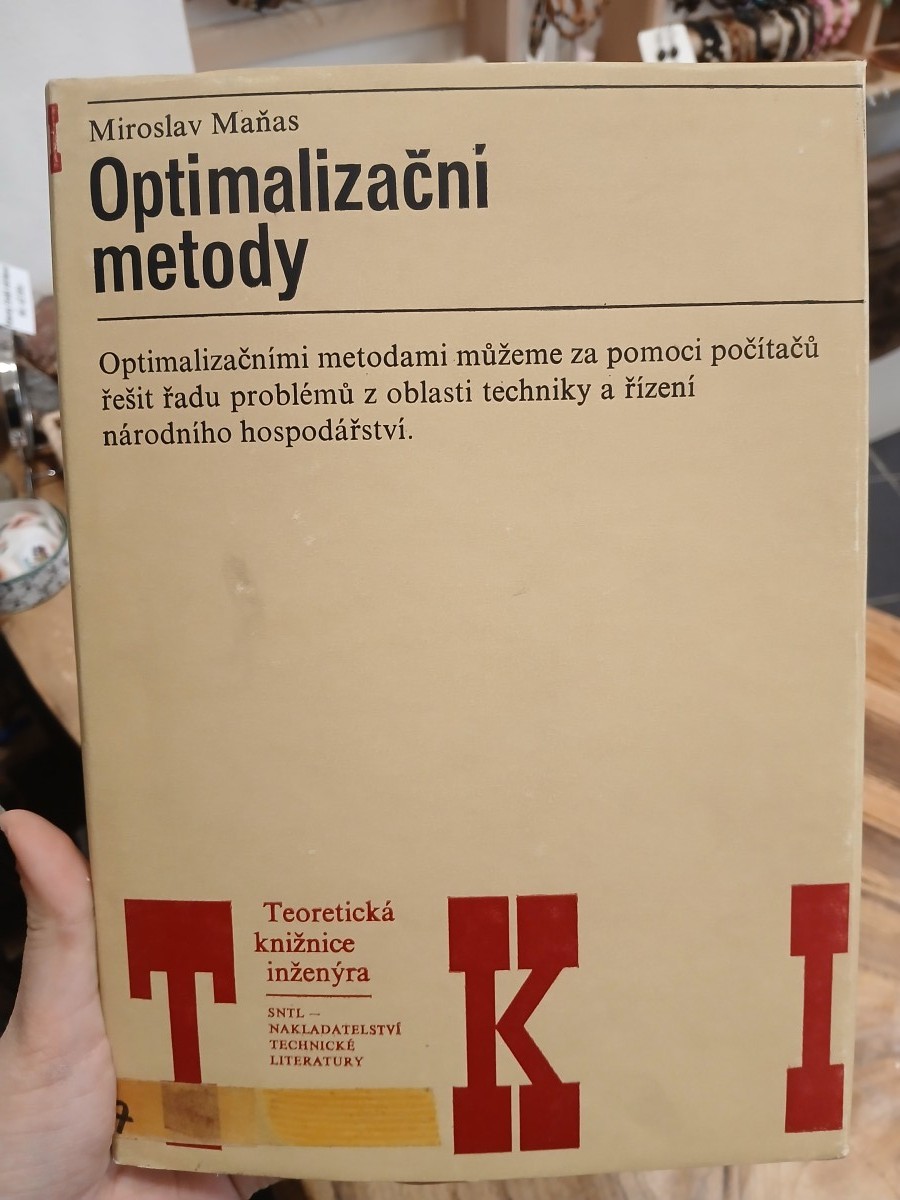 Miroslav Maňas
Optimalizační
metody
Optimalizačními metodami můžeme za pomoci počítačů
řešit řadu problémů z oblasti techniky a řízení
národního hospodářství.
T K I
Teoretická
knižnice
inženýra
SNTL –
NAKLADATELSTVÍ
TECHNICKÉ
LITERATURY
7